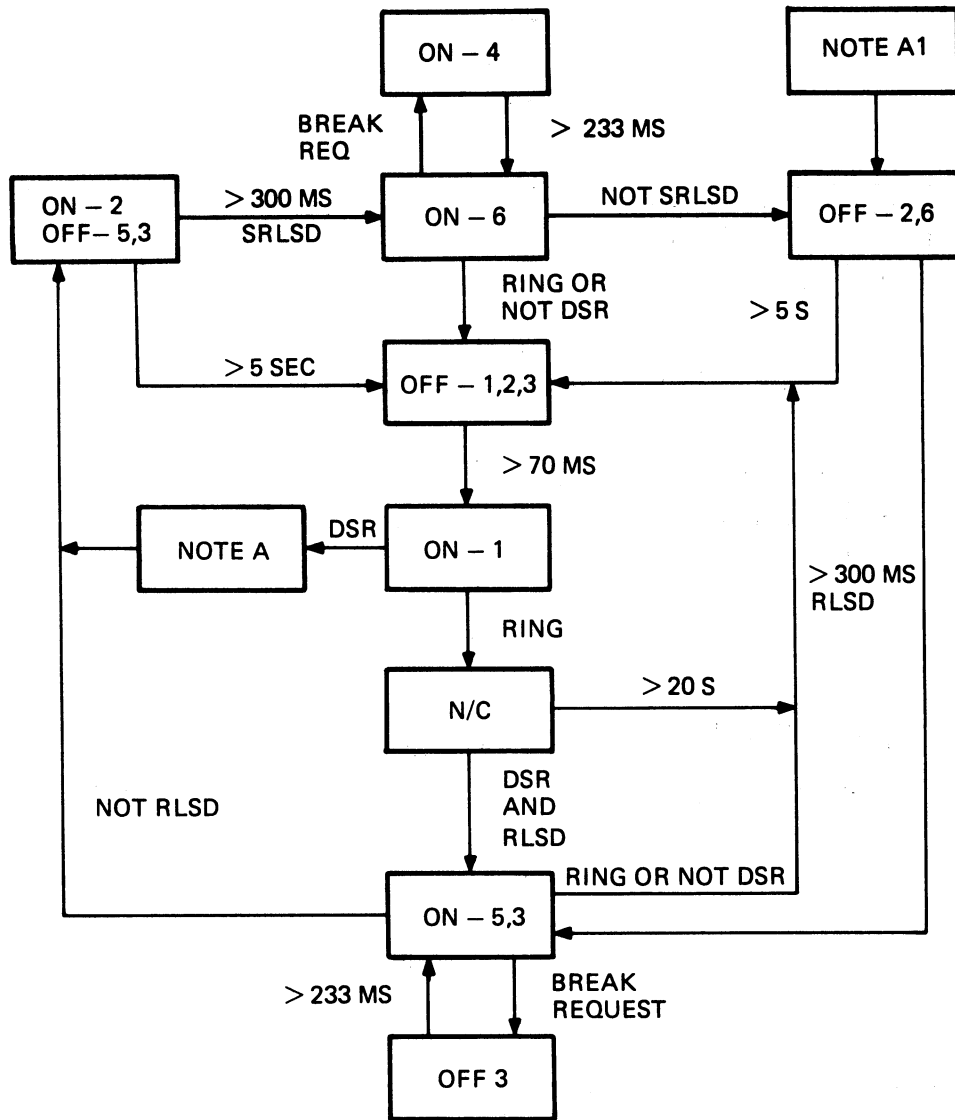 ON – 4
NOTE A1
BREAK
REQ
> 233 MS
ON – 2
OFF– 5,3
> 300 MS
SRLSD
ON – 6
NOT SRLSD
OFF – 2,6
RING OR
NOT DSR
> 5 S
> 5 SEC
OFF – 1,2,3
> 70 MS
NOTE A
DSR
ON – 1
> 300 MS
RLSD
RING
N/C
> 20 S
DSR
AND
RLSD
NOT RLSD
RING OR NOT DSR
ON – 5,3
> 233 MS
BREAK
REQUEST
OFF 3